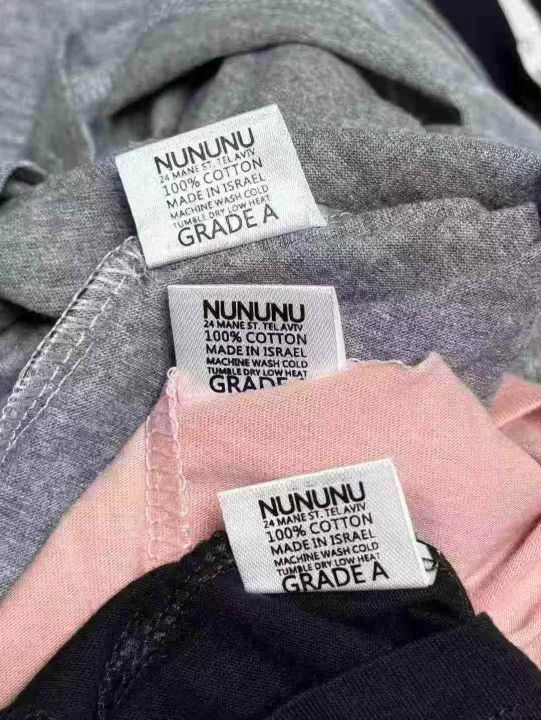 NUNUNU
24 MANE ST. TEL AVIV
100% COTTON
MADE IN ISRAEL
MACHINE WASH COLD
TUMBLE DRY LOW HEAT
GRADE A
NUNUNU
24 MANE ST. TEL AVIV
100% COTTON
MADE IN ISRAEL
MACHINE WASH COLD
TUMBLE DRY LOW HEAT
GRADE A
NUNUNU
24 MANE ST. TEL AVIV
100% COTTON
MADE IN ISRAEL
MACHINE WASH COLD
TUMBLE DRY LOW HEAT
GRADE A